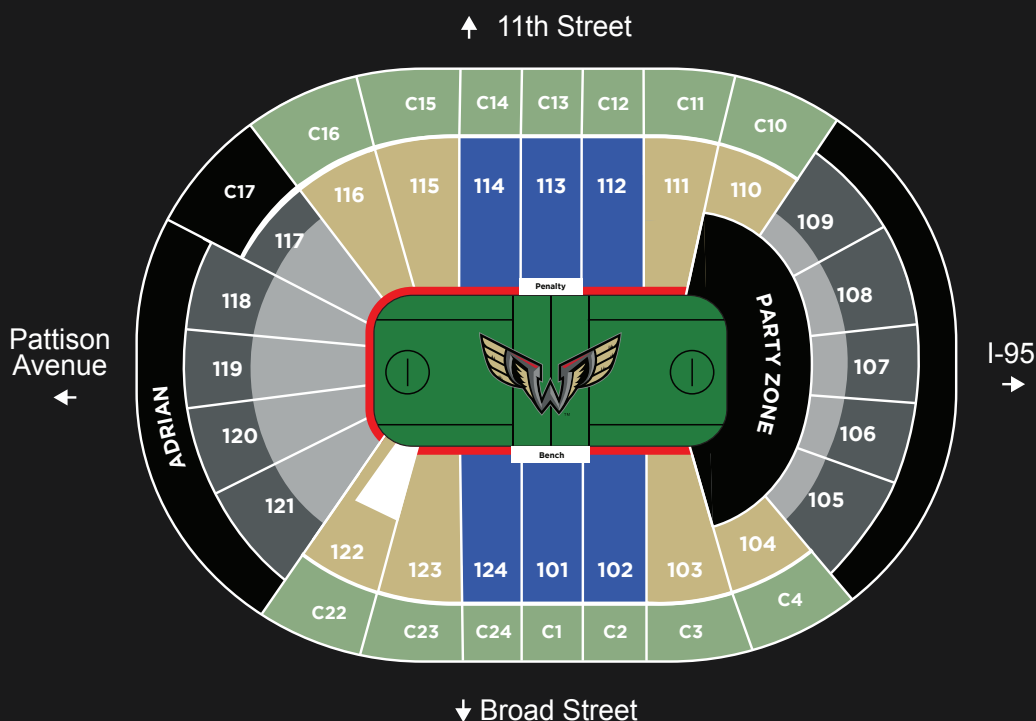 ↑ 11th Street
C15
C14
C13
C12
C11
C16
C10
C17
116
115
114
113
112
111
110
117
109
118
108
Penalty
Pattison
Avenue
←
I-95
→
119
107
PARTY ZONE
W
™
ADRIAN
120
106
Bench
121
105
122
123
124
101
102
103
104
C22
C23
C24
C1
C2
C3
C4
↓ Broad Street